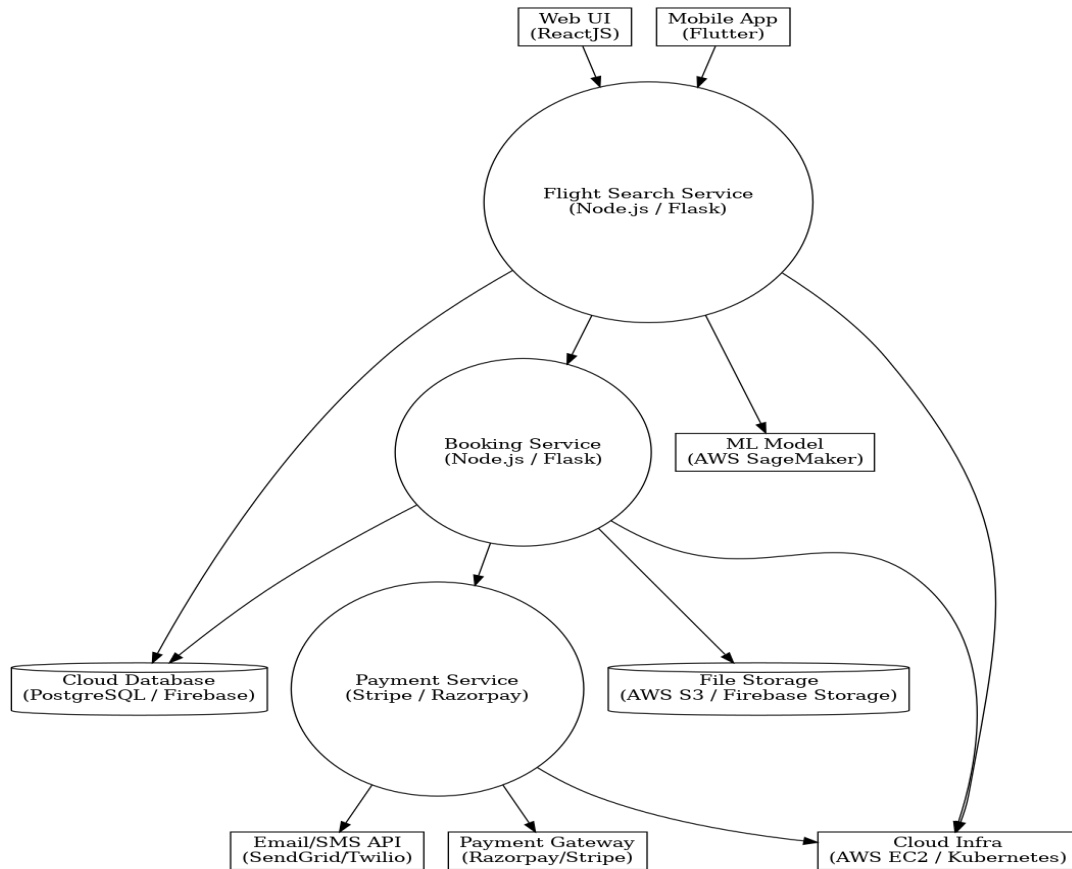 Web UI
(ReactJS)
Mobile App
(Flutter)
Flight Search Service
(Node.js / Flask)
Booking Service
(Node.js / Flask)
ML Model
(AWS SageMaker)
Cloud Database
(PostgreSQL / Firebase)
Payment Service
(Stripe / Razorpay)
File Storage
(AWS S3 / Firebase Storage)
Email/SMS API
(SendGrid/Twilio)
Payment Gateway
(Razorpay/Stripe)
Cloud Infra
(AWS EC2 / Kubernetes)